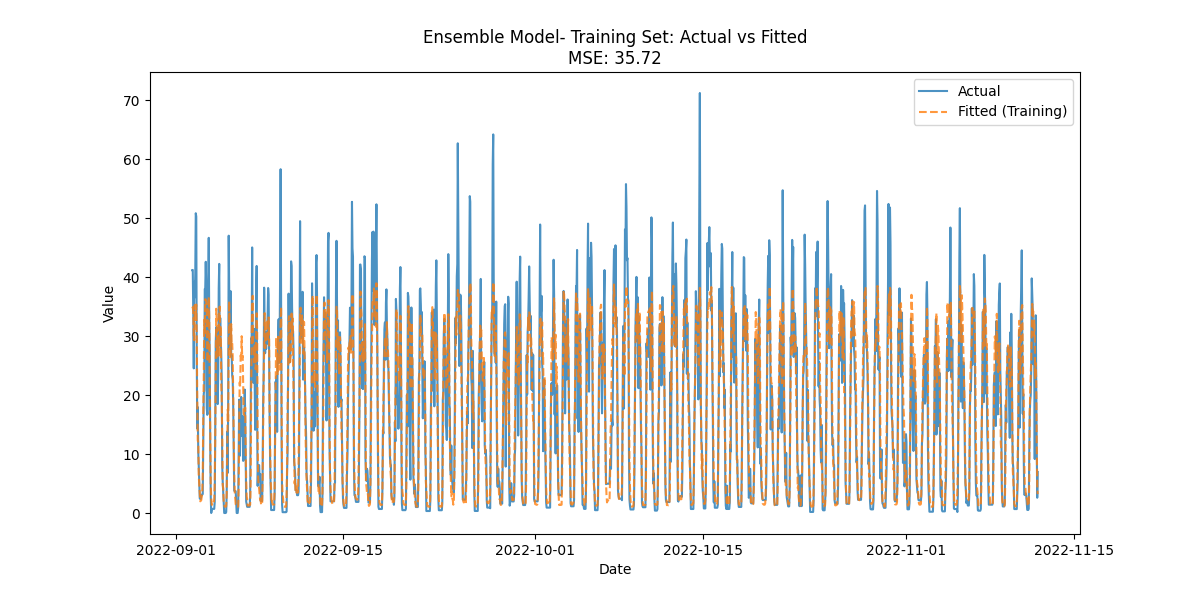 Ensemble Model- Training Set: Actual vs Fitted
MSE: 35.72
Actual
Fitted (Training)
Value
70
60
50
40
30
20
10
0
2022-09-01
2022-09-15
2022-10-01
2022-10-15
2022-11-01
2022-11-15
Date